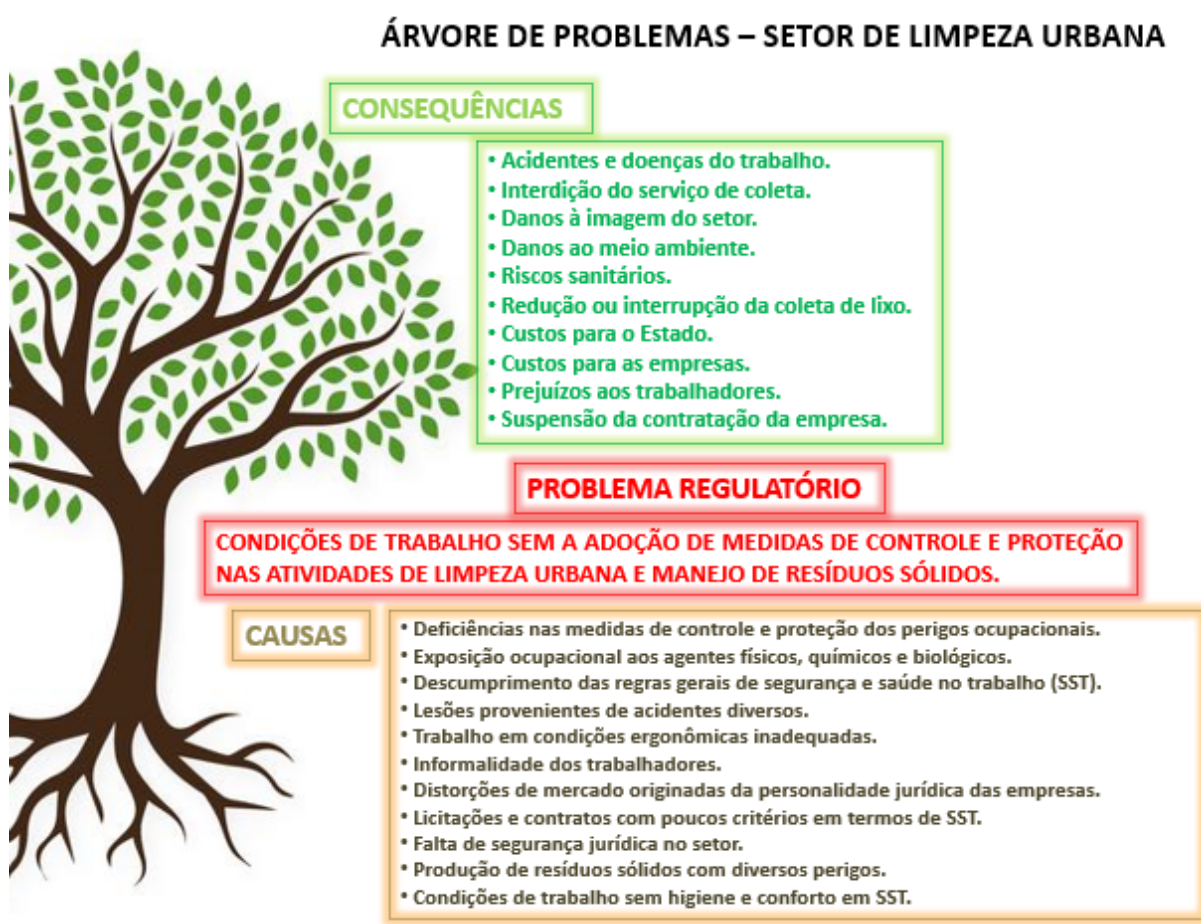 ÁRVORE DE PROBLEMAS – SETOR DE LIMPEZA URBANA
CONSEQUÊNCIAS
• Acidentes e doenças do trabalho.
• Interdição do serviço de coleta.
• Danos à imagem do setor.
• Danos ao meio ambiente.
• Riscos sanitários.
• Redução ou interrupção da coleta de lixo.
• Custos para o Estado.
• Custos para as empresas.
• Prejuízos aos trabalhadores.
• Suspensão da contratação da empresa.
PROBLEMA REGULATÓRIO
CONDIÇÕES DE TRABALHO SEM A ADOÇÃO DE MEDIDAS DE CONTROLE E PROTEÇÃO
NAS ATIVIDADES DE LIMPEZA URBANA E MANEJO DE RESÍDUOS SÓLIDOS.
CAUSAS
• Deficiências nas medidas de controle e proteção dos perigos ocupacionais.
• Exposição ocupacional aos agentes físicos, químicos e biológicos.
• Descumprimento das regras gerais de segurança e saúde no trabalho (SST).
• Lesões provenientes de acidentes diversos.
• Trabalho em condições ergonômicas inadequadas.
• Informalidade dos trabalhadores.
• Distorções de mercado originadas da personalidade jurídica das empresas.
• Licitações e contratos com poucos critérios em termos de SST.
• Falta de segurança jurídica no setor.
• Produção de resíduos sólidos com diversos perigos.
• Condições de trabalho sem higiene e conforto em SST.